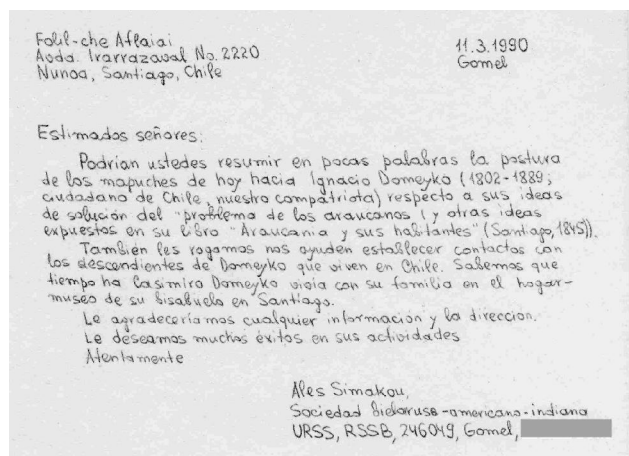 Folil-che Aflaiai
Avda. Irarrazaval No. 2220
Nunoa, Santiago, Chile
11.3.1990
Gomel
Estimados señores:
Podrían ustedes resumir en pocas palabras la postura
de los mapuches de hoy hacia Ignacio Domeyko (1802-1889;
ciudadano de Chile, nuestro compatriota) respecto a sus ideas
de solución del "problema de los araucanos (y otras ideas
expuestos en su libro "Araucania y sus habitantes" (Santiago, 1845)).
También les rogamos nos ayuden establecer contactos con
los descendientes de Domeyko que viven en Chile. Sabemos que
tiempo ha Casimiro Domeyko vivía con su familia en el hogar-
museo de su bisabuelo en Santiago.
Le agradeceríamos cualquier información y la dirección.
Le deseamos muchos éxitos en sus actividades
Atentamente
Ales Simakou,
Sociedad bielorusa-americano-indiana
URSS, RSSB, 246049, Gomel,